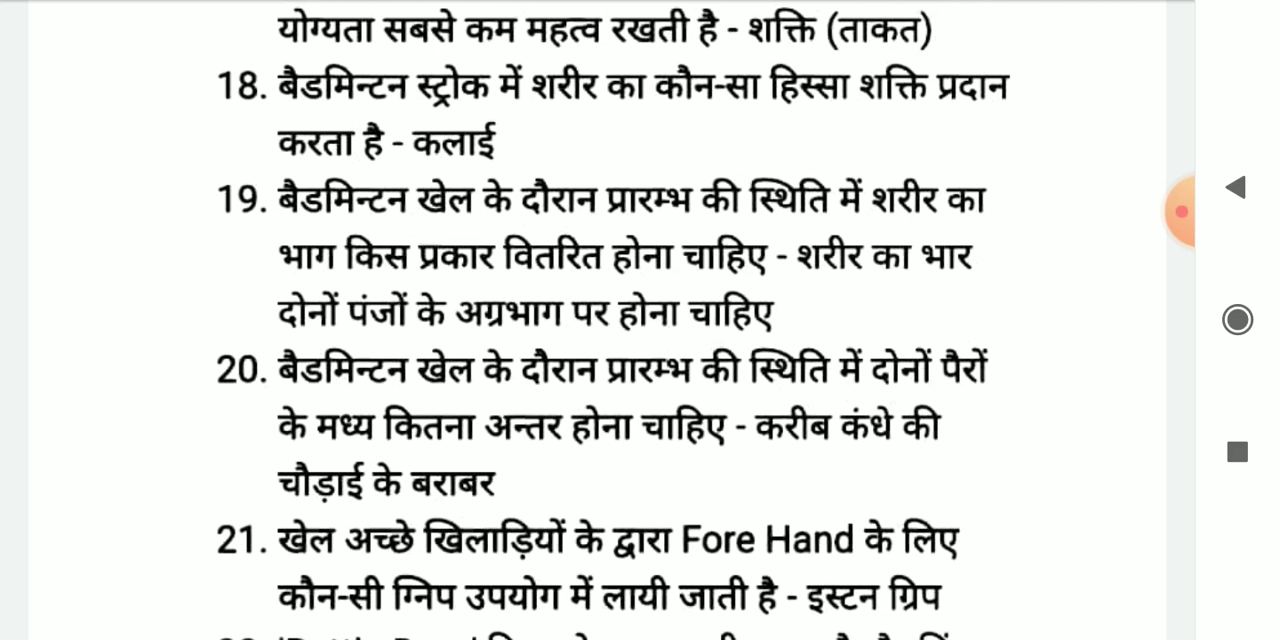 योग्यता सबसे कम महत्व रखती है - शक्ति (ताकत)
18. बैडमिन्टन स्ट्रोक में शरीर का कौन-सा हिस्सा शक्ति प्रदान
करता है - कलाई
19. बैडमिन्टन खेल के दौरान प्रारम्भ की स्थिति में शरीर का
भाग किस प्रकार वितरित होना चाहिए - शरीर का भार
दोनों पंजों के अग्रभाग पर होना चाहिए
20. बैडमिन्टन खेल के दौरान प्रारम्भ की स्थिति में दोनों पैरों
के मध्य कितना अन्तर होना चाहिए - करीब कंधे की
चौड़ाई के बराबर
21. खेल अच्छे खिलाड़ियों के द्वारा Fore Hand के लिए
कौन-सी ग्निप उपयोग में लायी जाती है - इस्टन ग्रिप